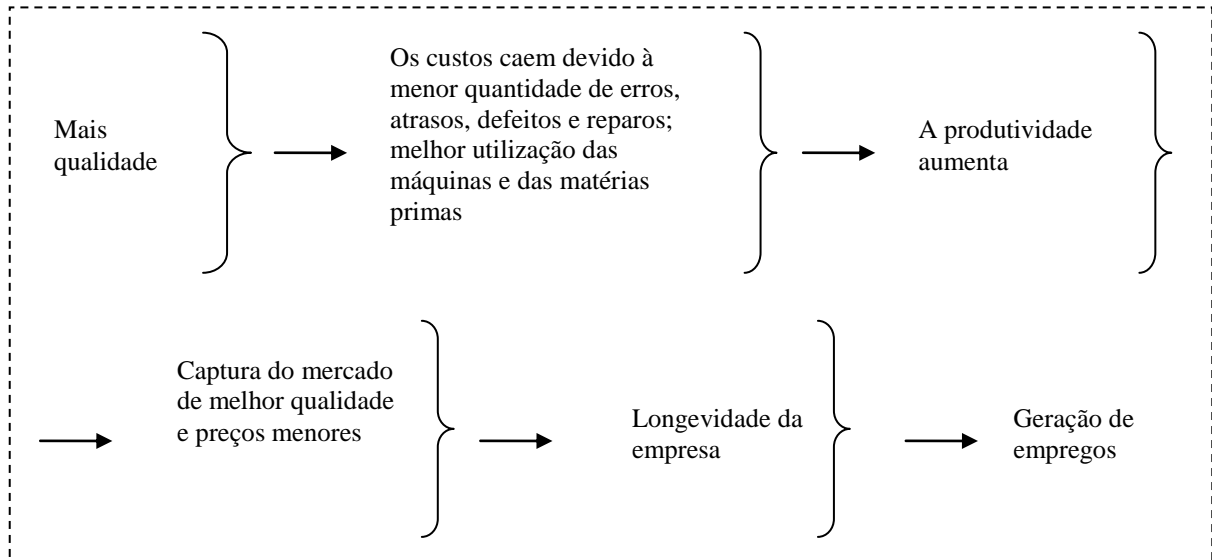 Mais
qualidade
Os custos caem devido à
menor quantidade de erros,
atrasos, defeitos e reparos;
melhor utilização das
máquinas e das matérias
primas
A produtividade
aumenta
Captura do mercado
de melhor qualidade
e preços menores
Longevidade da
empresa
Geração de
empregos